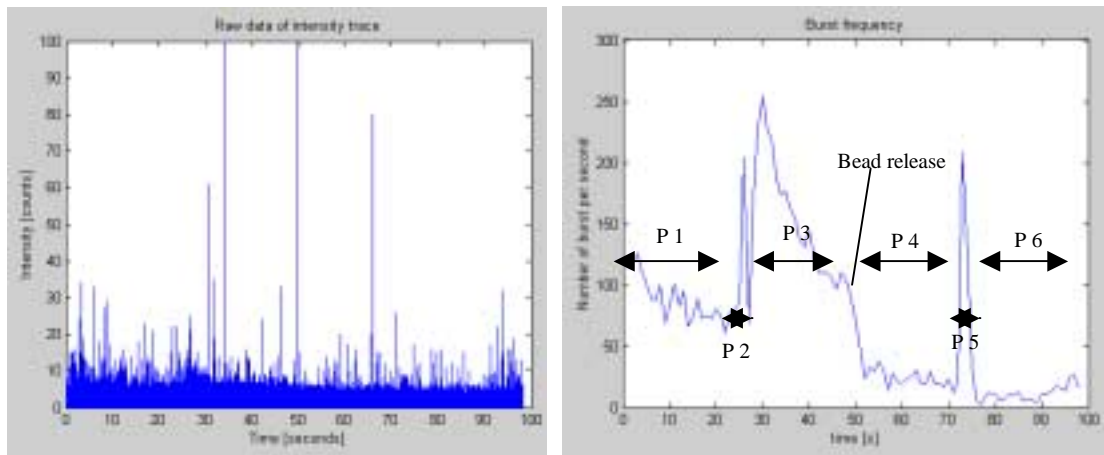 Raw data of intensity trace
100
90
80
70
60
50
40
30
20
10
0
Intensity [counts]
0 10 20 30 40 50 60 70 80 90 100
Time [seconds]
Burst frequency
300
250
200
150
100
50
0
Number of burst per second
Bead release
P 1
P 3
P 4
P 6
P 2
P 5
0 10 20 30 40 50 60 70 80 90 100
time [s]